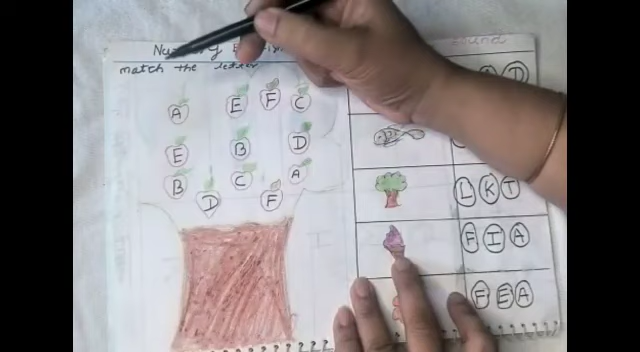 match the letter
A E F C
E B D
B C A
D F
D
L K T
F I A
F E A